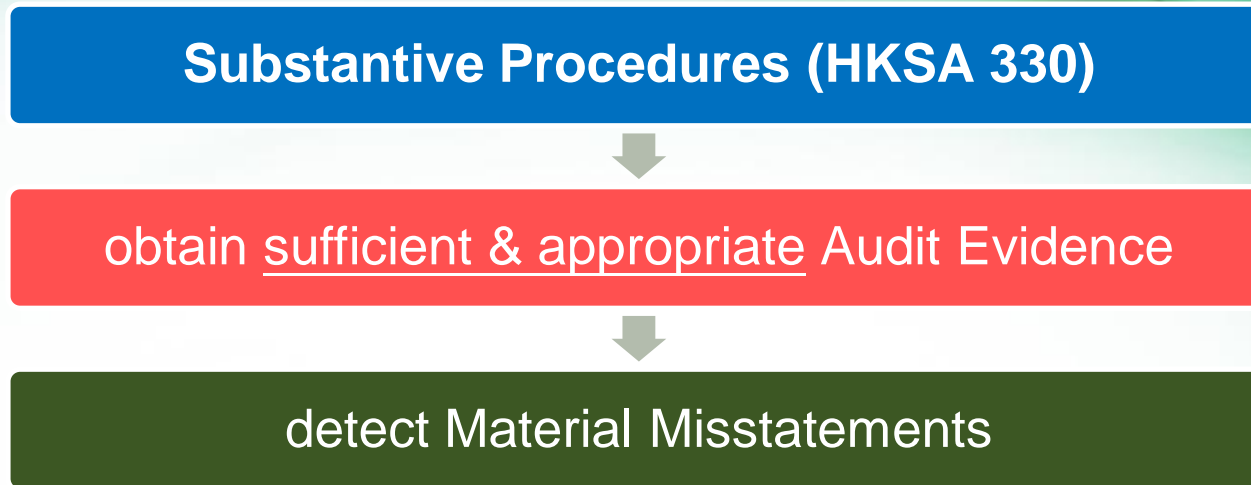 Substantive Procedures (HKSA 330)
obtain sufficient & appropriate Audit Evidence
detect Material Misstatements